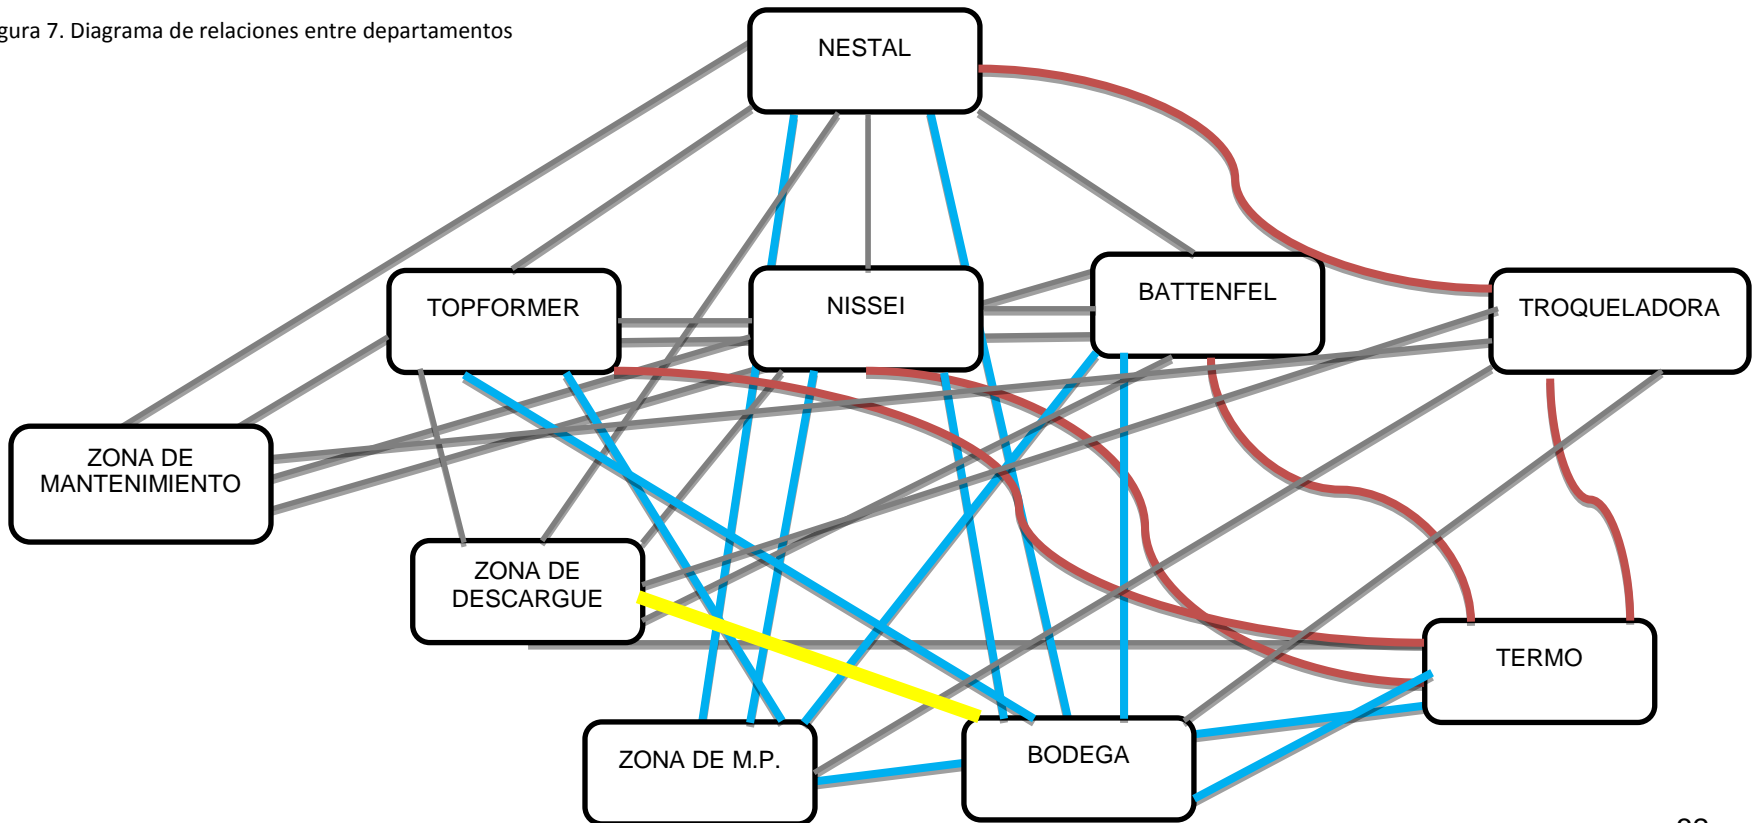 gura 7. Diagrama de relaciones entre departamentos
NESTAL
TOPFORMER
NISSEI
BATTENFEL
TROQUELADORA
ZONA DE
MANTENIMIENTO
ZONA DE
DESCARGUE
TERMO
ZONA DE M.P.
BODEGA